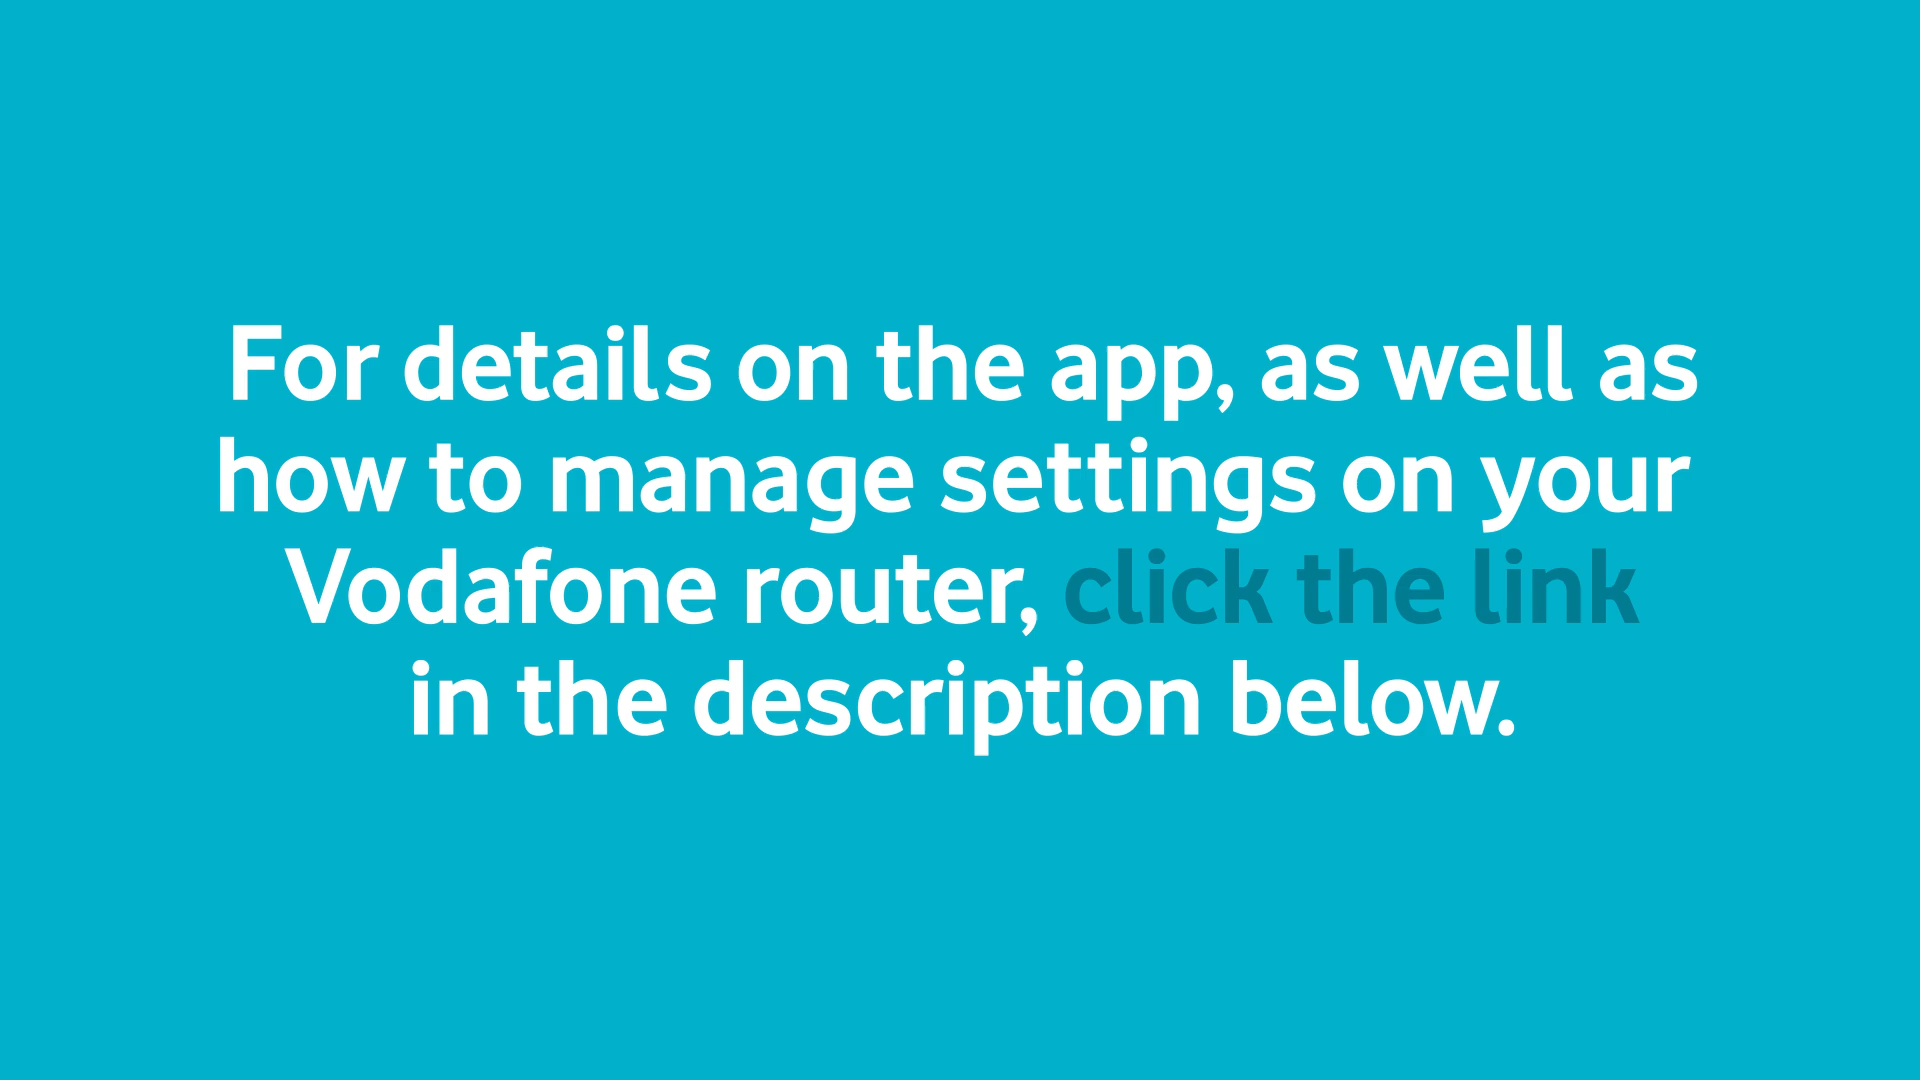 For details on the app, as well as
how to manage settings on your
Vodafone router, click the link
in the description below.